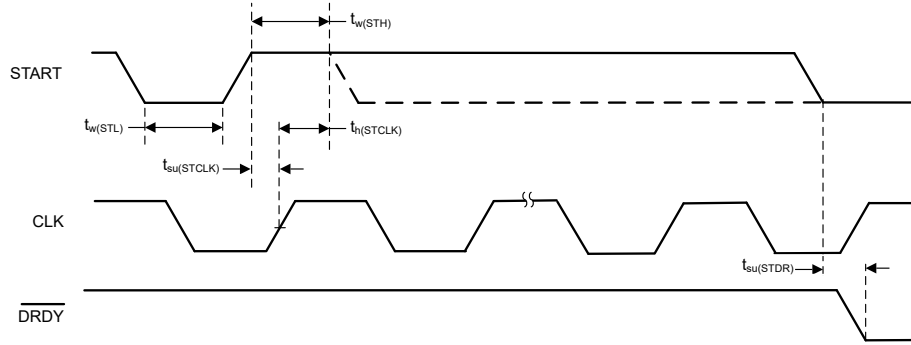 tw(STH)
START
tw(STL)
th(STCLK)
tsu(STCLK)
CLK
tsu(STDR)
DRDY